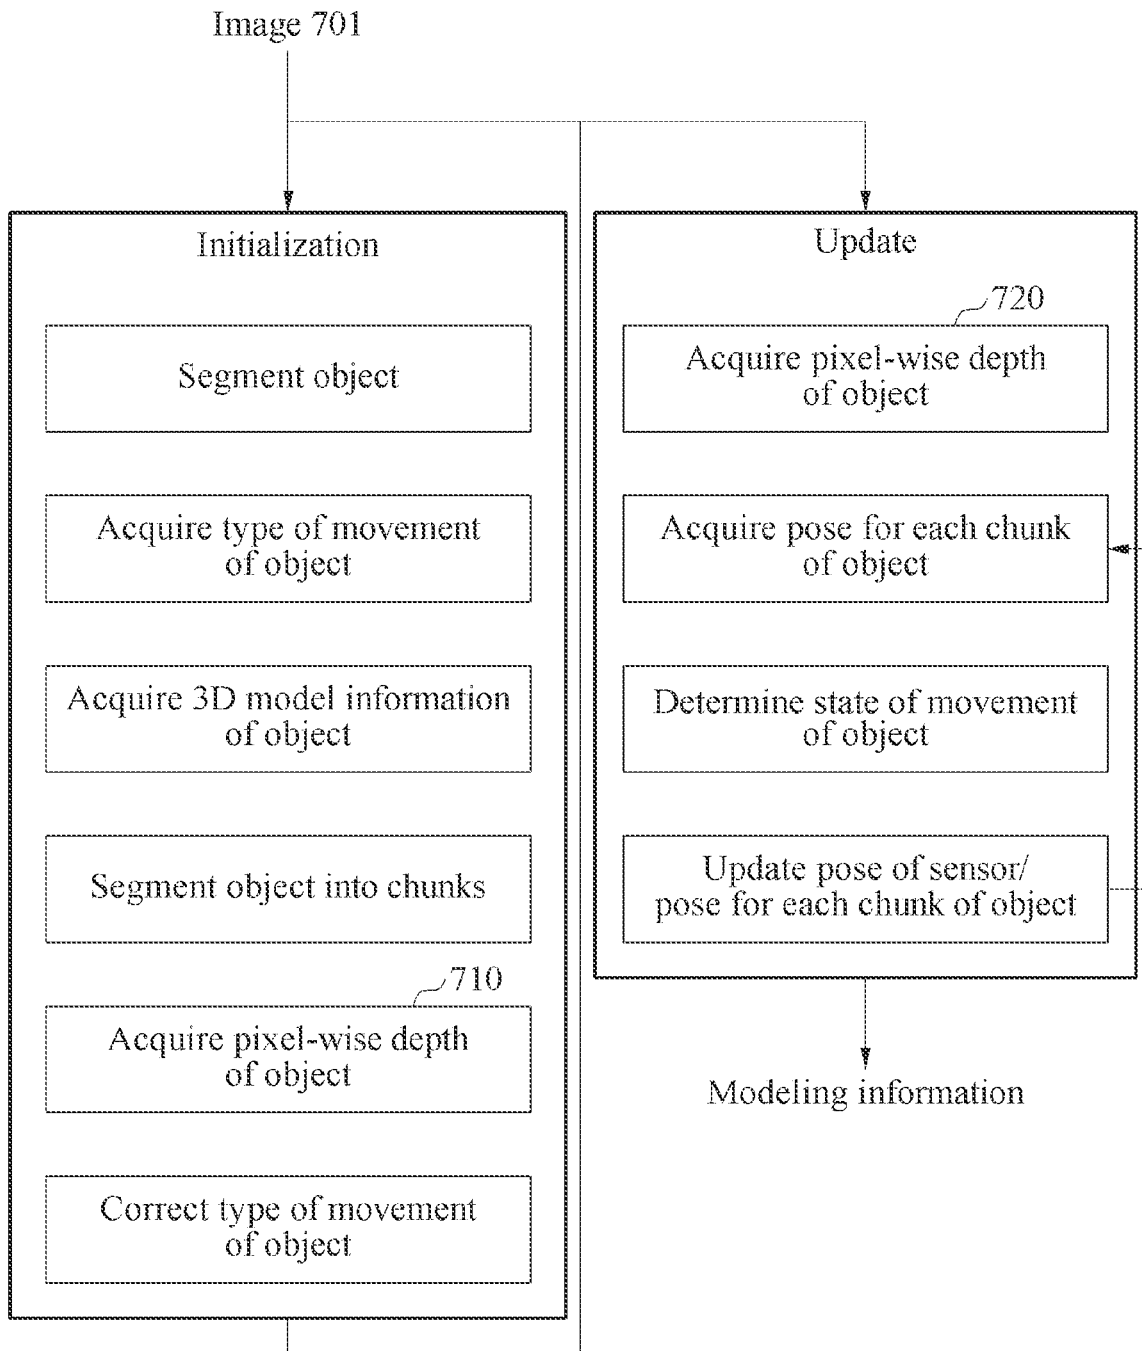 Image 701
Initialization
Segment object
Acquire type of movement
of object
Acquire 3D model information
of object
Segment object into chunks
710
Acquire pixel-wise depth
of object
Correct type of movement
of object
Update
720
Acquire pixel-wise depth
of object
Acquire pose for each chunk
of object
Determine state of movement
of object
Update pose of sensor/
pose for each chunk of object
Modeling information